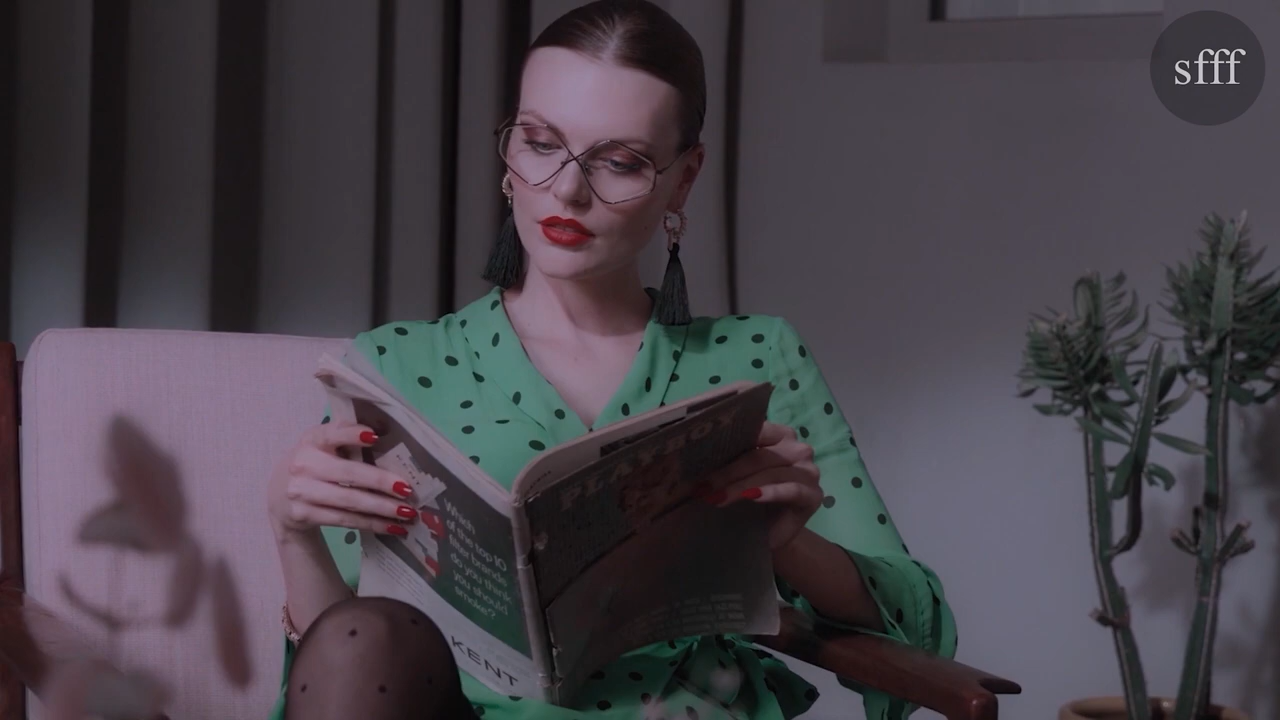 sfff
PLAYBOY
Which
of the top 10
filter brands
do you think
you should
smoke?
KENT